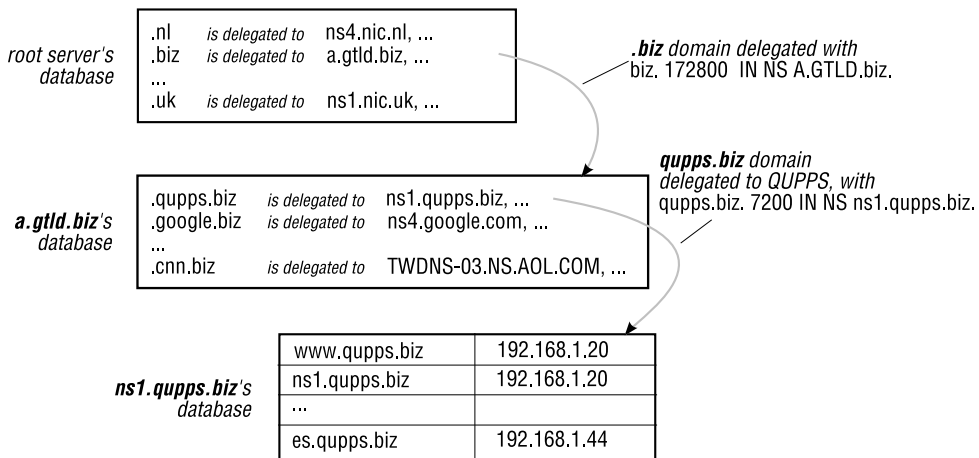 root server's
database
.nl is delegated to ns4.nic.nl, ...
.biz is delegated to a.gtld.biz, ...
...
.uk is delegated to ns1.nic.uk, ...
.biz domain delegated with
biz. 172800 IN NS A.GTLD.biz.
a.gtld.biz's
database
.qupps.biz is delegated to ns1.qupps.biz, ...
.google.biz is delegated to ns4.google.com, ...
...
.cnn.biz is delegated to TWDNS-03.NS.AOL.COM, ...
qupps.biz domain
delegated to QUPPS, with
qupps.biz. 7200 IN NS ns1.qupps.biz.
ns1.qupps.biz's
database
www.qupps.biz 192.168.1.20
ns1.qupps.biz 192.168.1.20
...
es.qupps.biz 192.168.1.44